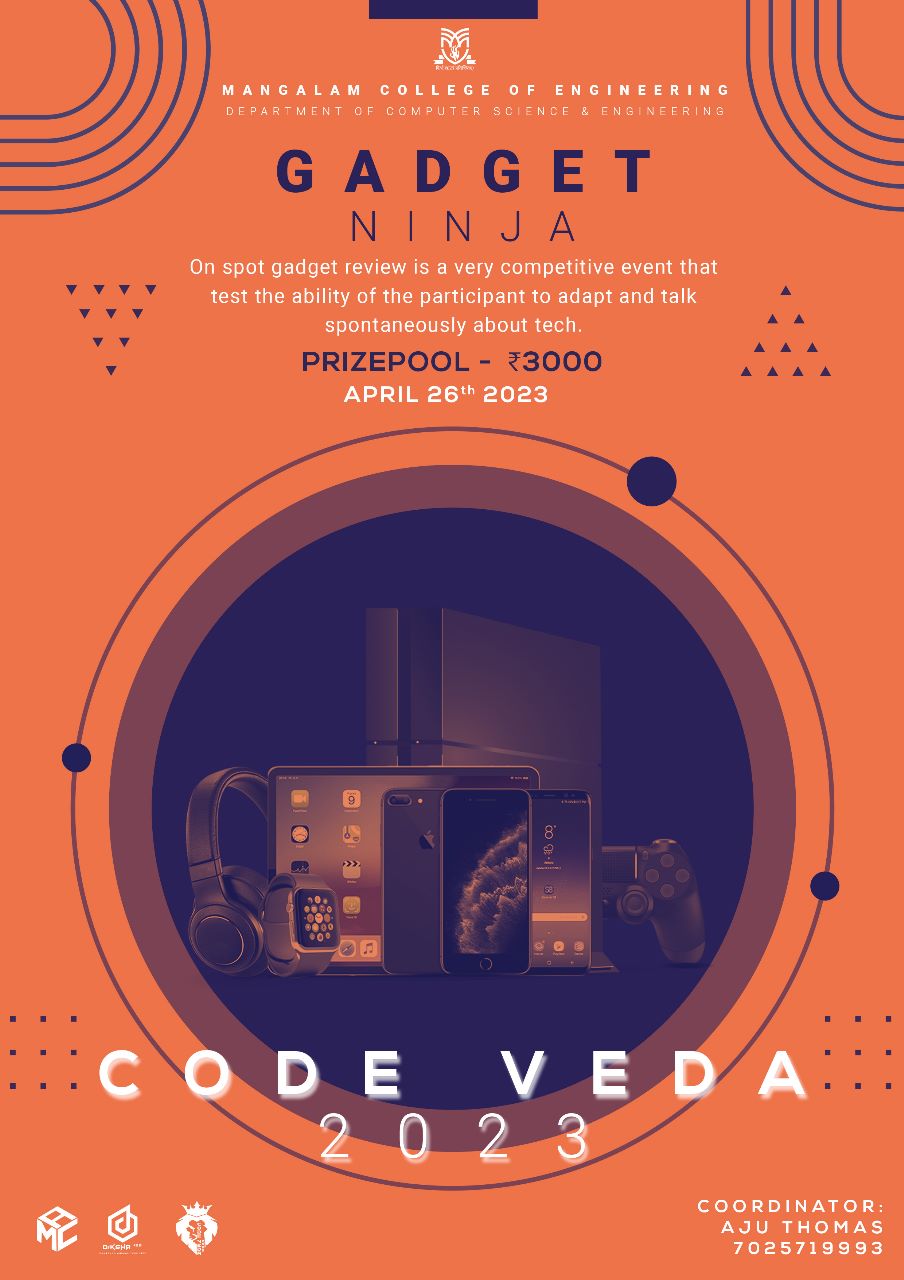 MANGALAM COLLEGE OF ENGINEERING
DEPARTMENT OF COMPUTER SCIENCE & ENGINEERING
GADGET
NINJA
On spot gadget review is a very competitive event that
test the ability of the participant to adapt and talk
spontaneously about tech.
PRIZEPOOL - ₹3000
APRIL 26th 2023
9
8°
CODE VEDA
2023
COORDINATOR:
AJU THOMAS
7025719993